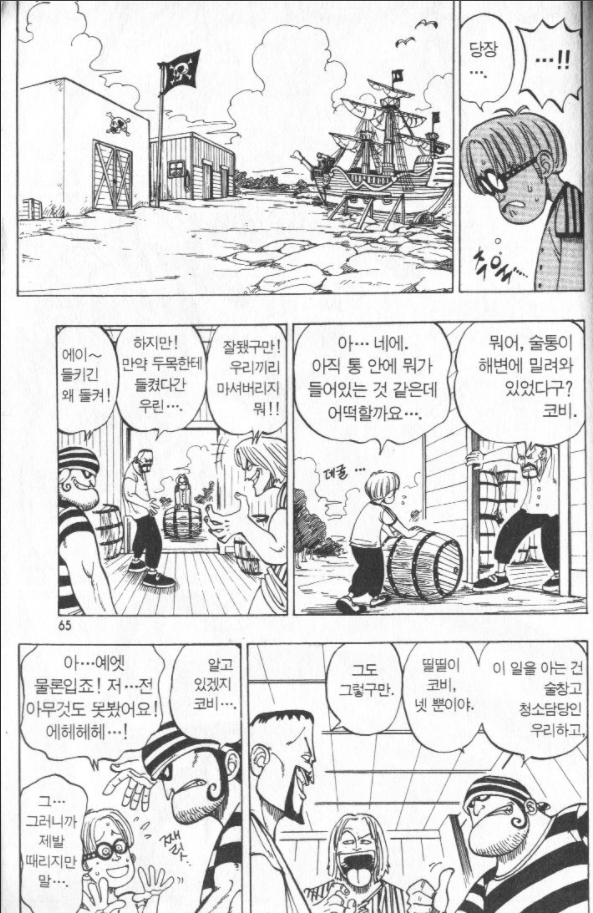 …!!
당장
….
뭐어, 술통이
해변에 밀려와
있었다구?
코비.
아… 네에.
아직 통 안에 뭐가
들어있는 것 같은데
어떡할까요….
데굴 …
잘됐구만!
우리끼리
마셔버리지
뭐!!
하지만!
만약 두목한테
들켰다간
우린….
에이~
들키긴
왜 들켜!
65
이 일을 아는 건
술창고
청소담당인
우리하고,
띨띨이
코비,
넷 뿐이야.
그도
그렇구만.
알고
있겠지
코비….
아…예엣
물론입죠! 저…전
아무것도 못봤어요!
에헤헤헤…!
그…
그러니까
제발
때리지만
말….